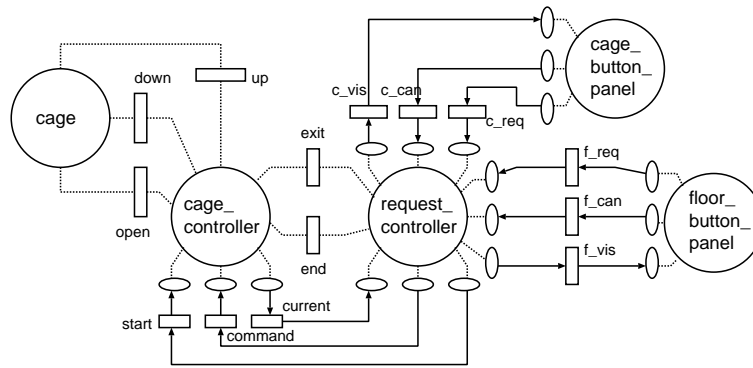 cage_
button_
panel
down
up
c_vis
c_can
c_req
cage
exit
f_req
open
cage_
controller
request_
controller
f_can
floor_
button_
panel
end
f_vis
start
command
current